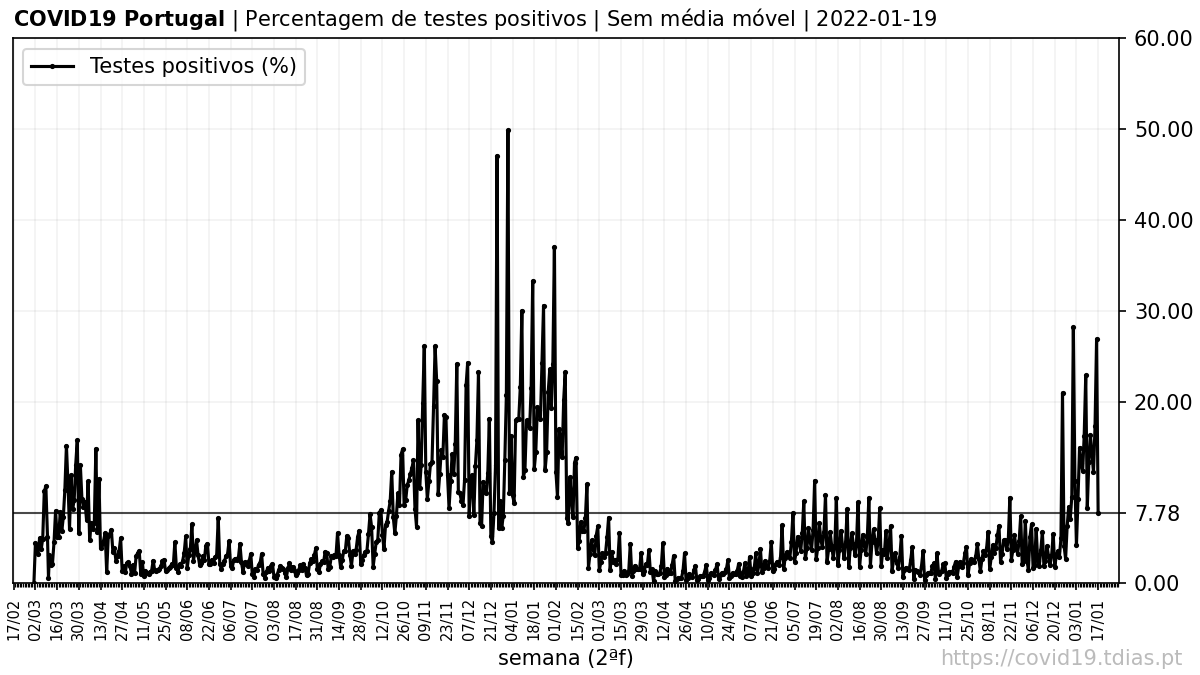 COVID19 Portugal | Percentagem de testes positivos | Sem média móvel | 2022-01-19
Testes positivos (%)
60.00
50.00
40.00
30.00
20.00
7.78
0.00
17/02 02/03 16/03 30/03 13/04 27/04 11/05 25/05 08/06 22/06 06/07 20/07 03/08 17/08 31/08 14/09 28/09 12/10 26/10 09/11 23/11 07/12 21/12 04/01 18/01 01/02 15/02 01/03 15/03 29/03 12/04 26/04 10/05 24/05 07/06 21/06 05/07 19/07 02/08 16/08 30/08 13/09 27/09 11/10 25/10 08/11 22/11 06/12 20/12 03/01 17/01
semana (2ªf)
https://covid19.tdias.pt